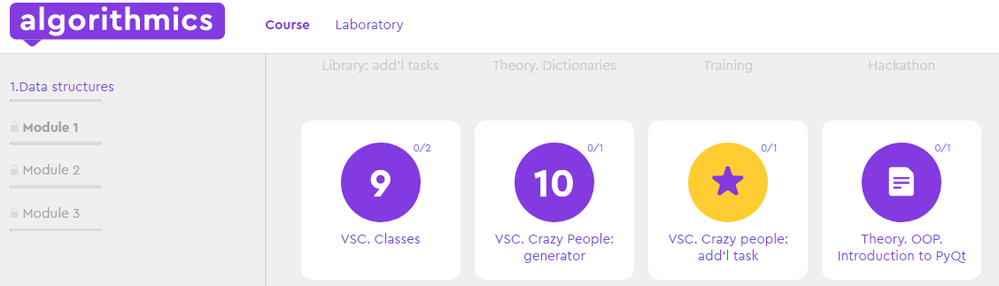 algorithmics
Course
Laboratory
1.Data structures
Module 1
Module 2
Module 3
Library: add'l tasks
Theory. Dictionaries
Training
Hackathon
0/2
9
VSC. Classes
0/1
10
VSC. Crazy People:
generator
0/1
VSC. Crazy people:
add'l task
0/1
Theory. OOP.
Introduction to PyQt